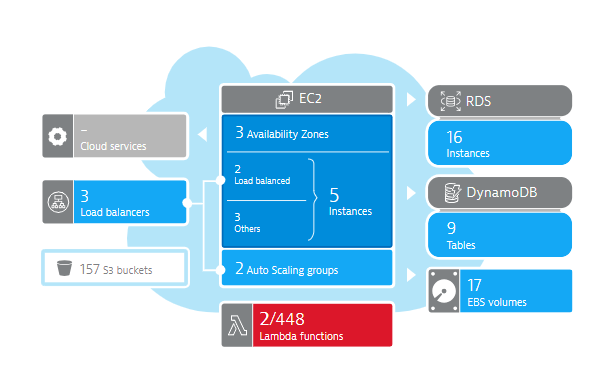 EC2
3 Availability Zones
2
Load balanced
3
Others
5
Instances
2 Auto Scaling groups
–
Cloud services
3
Load balancers
157 S3 buckets
RDS
16
Instances
DynamoDB
9
Tables
17
EBS volumes
2/448
Lambda functions